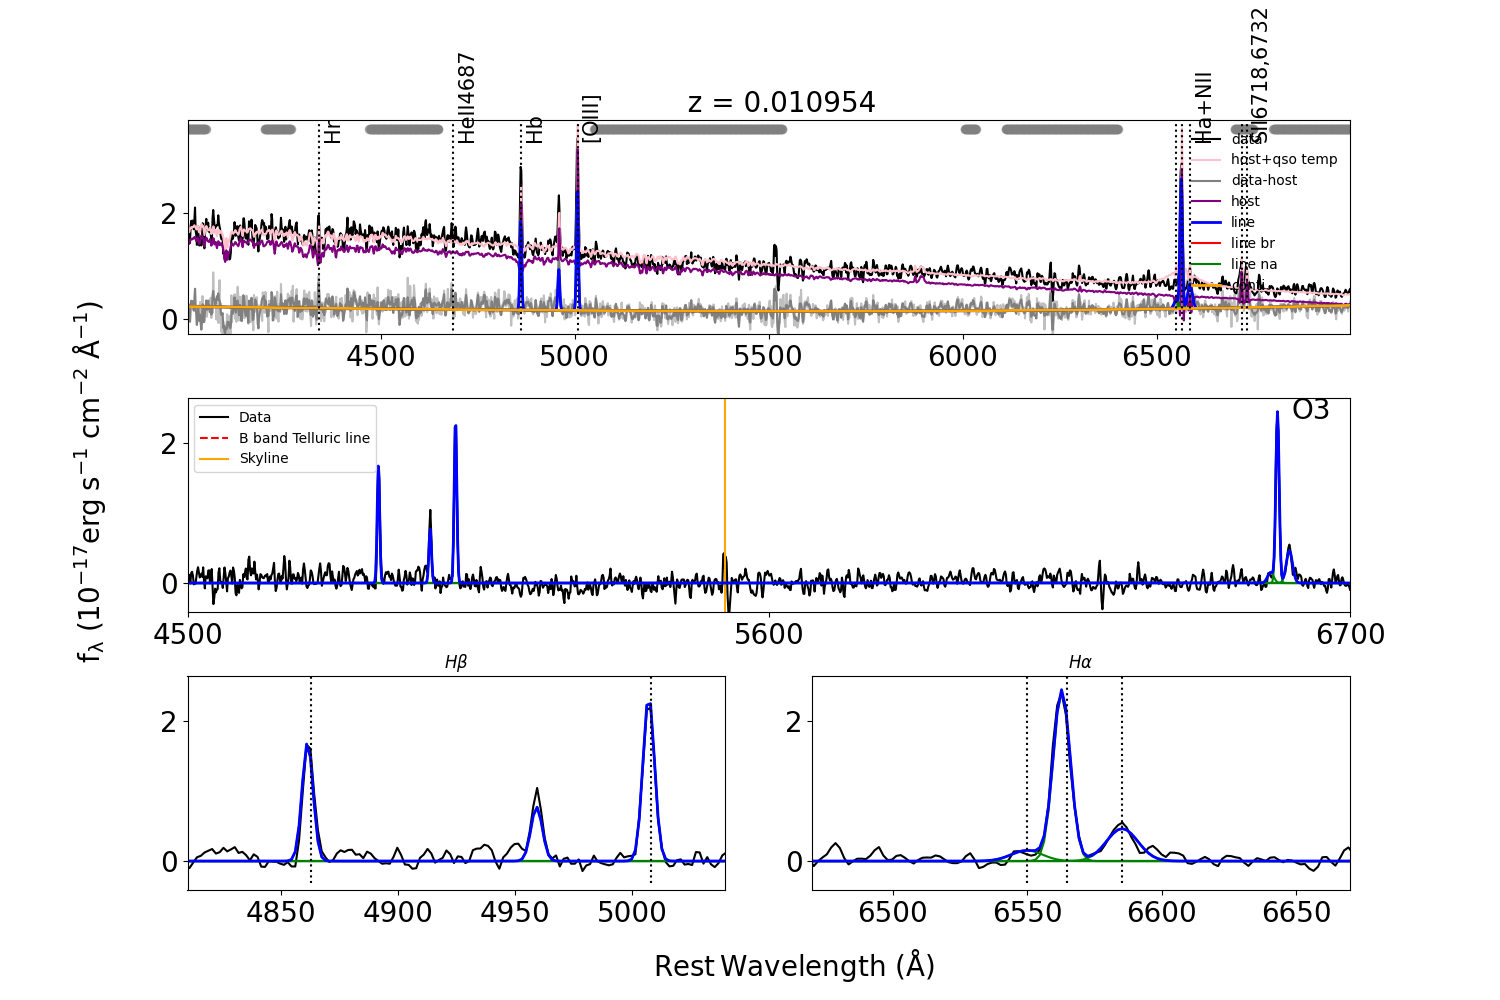 z = 0.010954
Hr
HeII4687
Hb
[OIII]
Ha+NII
SII6718,6732
data
host+qso temp
data-host
host
line
line br
line na
2
0
4500 5000 5500 6000 6500
f_λ (10⁻¹⁷erg s⁻¹ cm⁻² Å⁻¹)
O3
Data
B band Telluric line
Skyline
2
0
4500 5600 6700
Hβ
2
0
4850 4900 4950 5000
Hα
2
0
6500 6550 6600 6650
Rest Wavelength (Å)